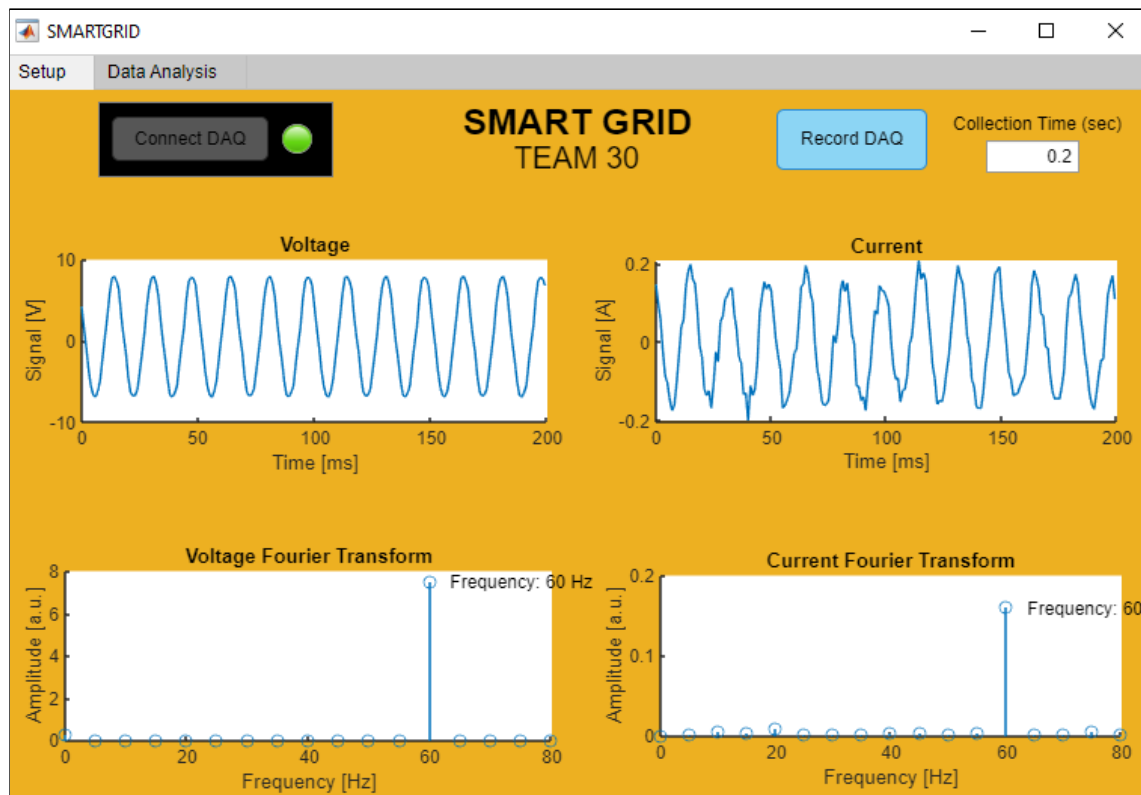 SMARTGRID
Setup Data Analysis
Connect DAQ
SMART GRID
TEAM 30
Record DAQ
Collection Time (sec)
0.2
Voltage
Signal [V]
10
0
-10
0 50 100 150 200
Time [ms]
Current
Signal [A]
0.2
0
-0.2
0 50 100 150 200
Time [ms]
Voltage Fourier Transform
Amplitude [a.u.]
8
6
4
2
0
Frequency: 60 Hz
0 20 40 60 80
Frequency [Hz]
Current Fourier Transform
Amplitude [a.u.]
0.2
0.1
0
Frequency: 60
0 20 40 60 80
Frequency [Hz]